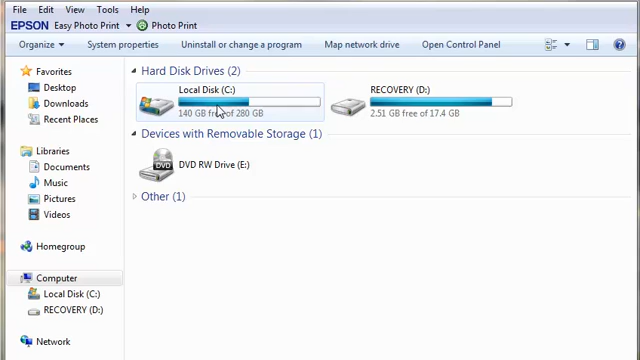 File Edit View Tools Help
EPSON Easy Photo Print Photo Print
Organize System properties Uninstall or change a program Map network drive Open Control Panel
Favorites
Desktop
Downloads
Recent Places
Libraries
Documents
Music
Pictures
Videos
Homegroup
Computer
Local Disk (C:)
RECOVERY (D:)
Network
Hard Disk Drives (2)
Local Disk (C:)
140 GB free of 280 GB
RECOVERY (D:)
2.51 GB free of 17.4 GB
Devices with Removable Storage (1)
DVD
DVD RW Drive (E:)
Other (1)